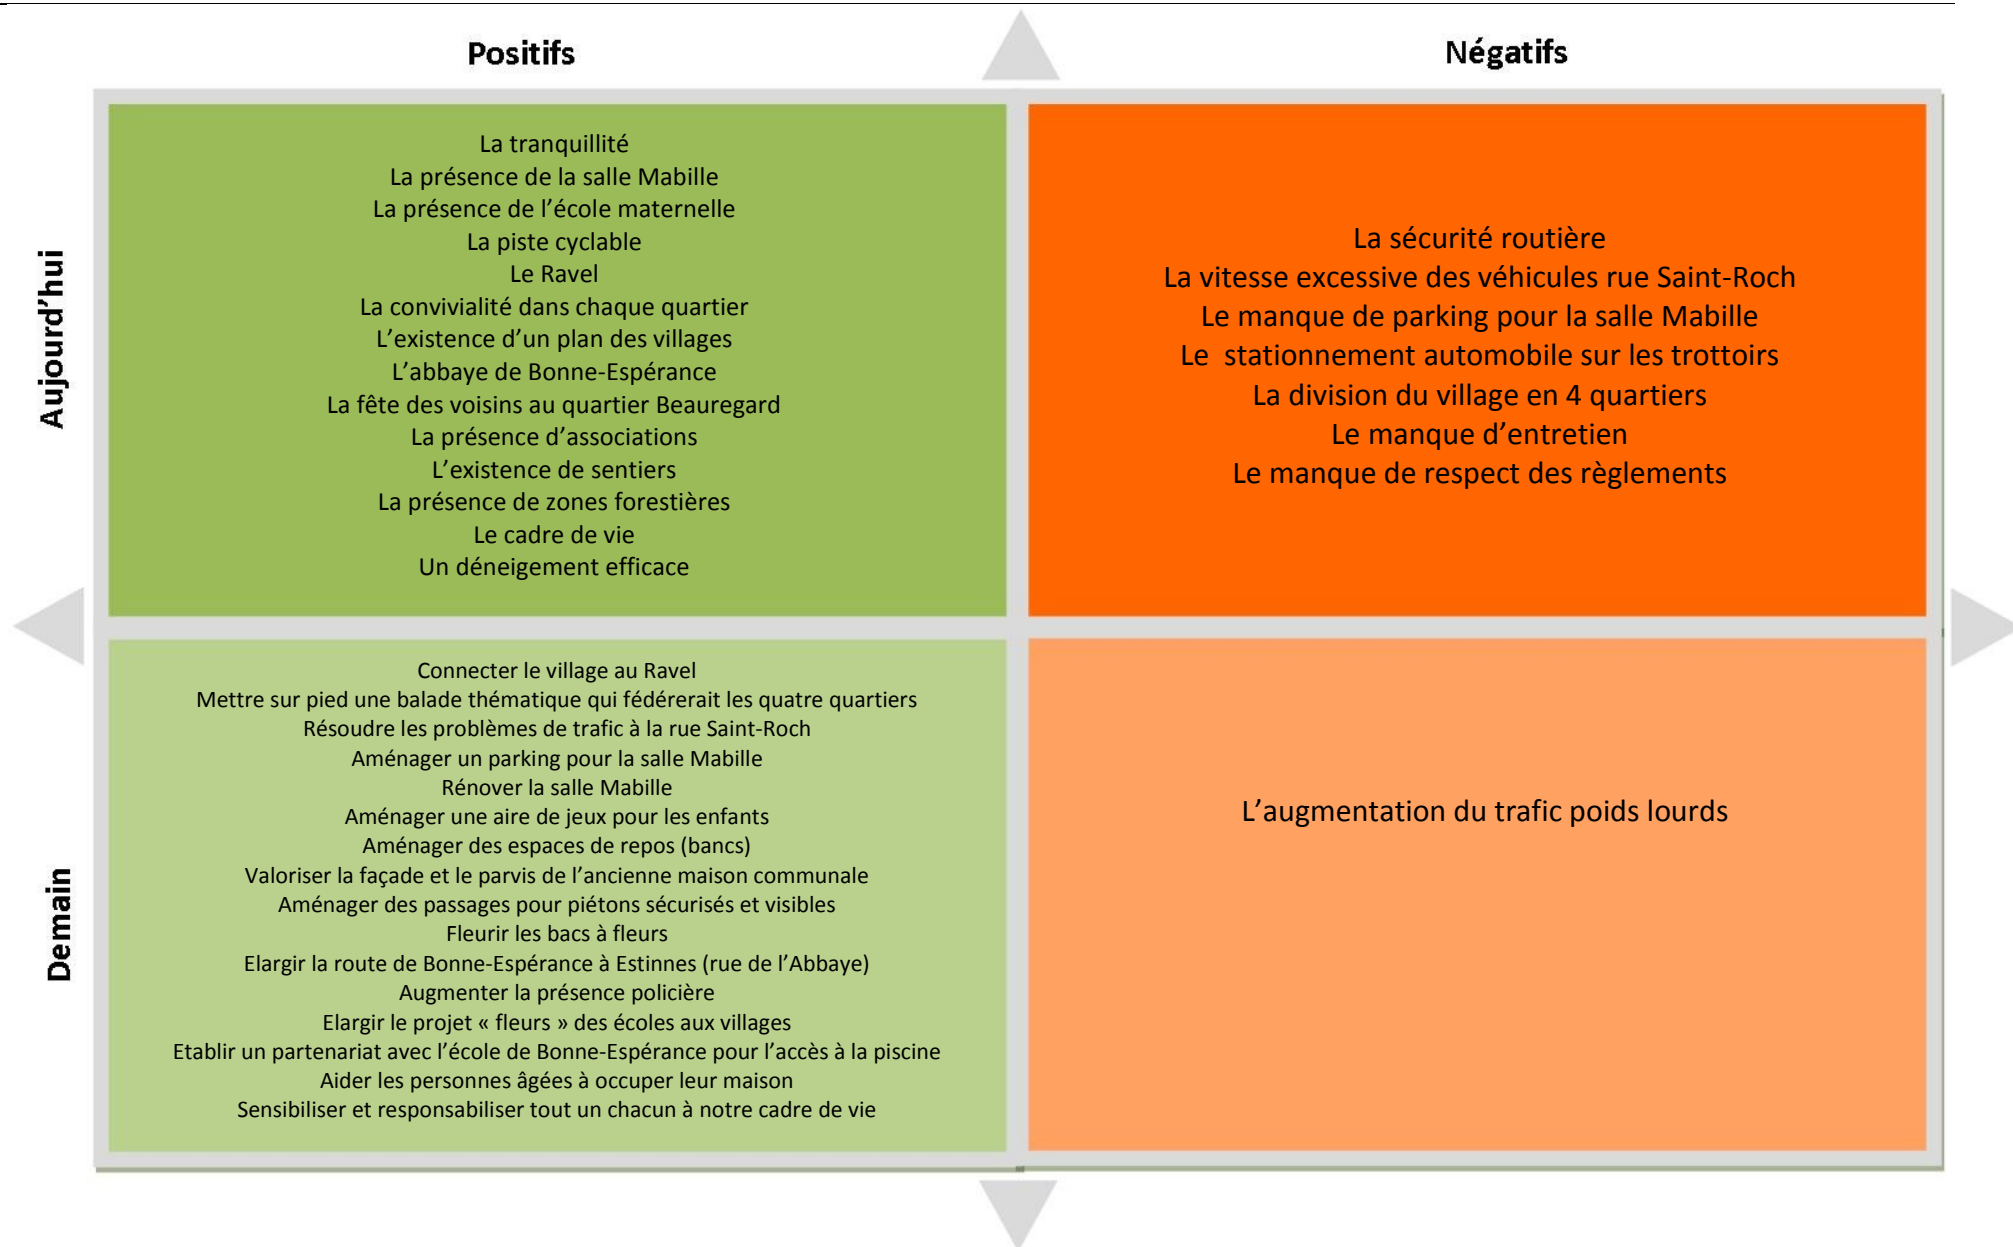 Positifs
Négatifs
Aujourd’hui
La tranquillité
La présence de la salle Mabille
La présence de l’école maternelle
La piste cyclable
Le Ravel
La convivialité dans chaque quartier
L’existence d’un plan des villages
L’abbaye de Bonne-Espérance
La fête des voisins au quartier Beauregard
La présence d’associations
L’existence de sentiers
La présence de zones forestières
Le cadre de vie
Un déneigement efficace
La sécurité routière
La vitesse excessive des véhicules rue Saint-Roch
Le manque de parking pour la salle Mabille
Le stationnement automobile sur les trottoirs
La division du village en 4 quartiers
Le manque d’entretien
Le manque de respect des règlements
Demain
Connecter le village au Ravel
Mettre sur pied une balade thématique qui fédérerait les quatre quartiers
Résoudre les problèmes de trafic à la rue Saint-Roch
Aménager un parking pour la salle Mabille
Rénover la salle Mabille
Aménager une aire de jeux pour les enfants
Aménager des espaces de repos (bancs)
Valoriser la façade et le parvis de l’ancienne maison communale
Aménager des passages pour piétons sécurisés et visibles
Fleurir les bacs à fleurs
Elargir la route de Bonne-Espérance à Estinnes (rue de l’Abbaye)
Augmenter la présence policière
Elargir le projet « fleurs » des écoles aux villages
Etablir un partenariat avec l’école de Bonne-Espérance pour l’accès à la piscine
Aider les personnes âgées à occuper leur maison
Sensibiliser et responsabiliser tout un chacun à notre cadre de vie
L’augmentation du trafic poids lourds